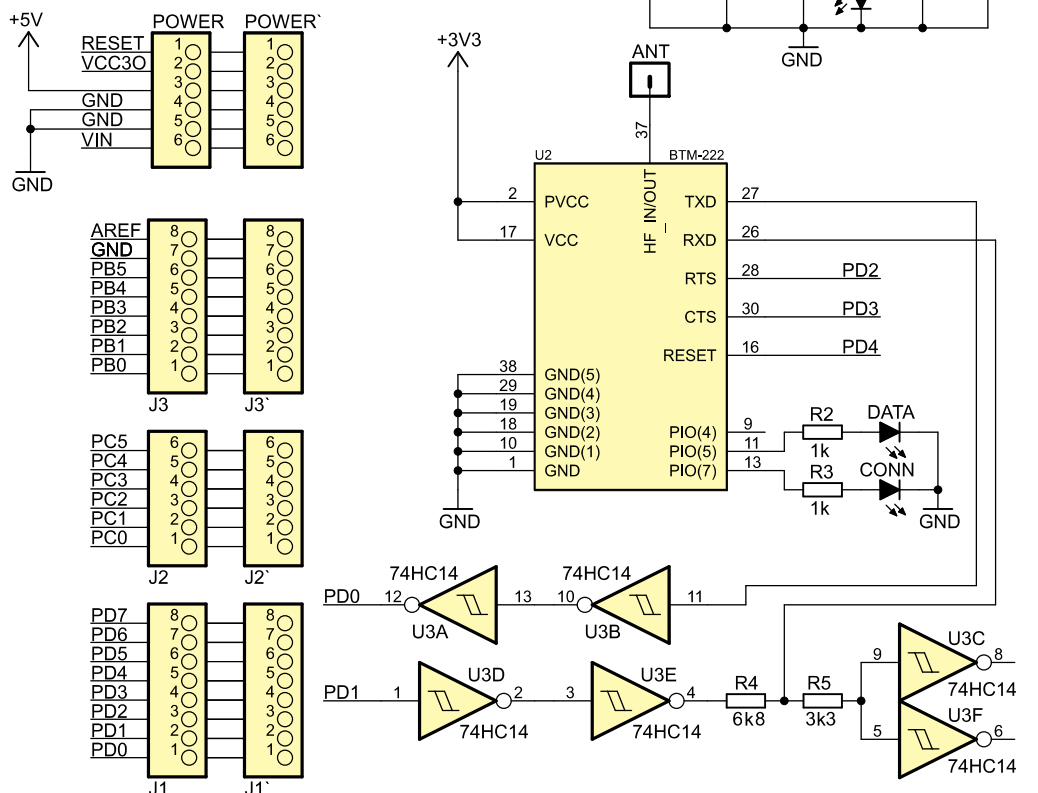 +5V
POWER POWER`
RESET 1 1
VCC3O 2 2
3 3
GND 4 4
GND 5 5
VIN 6 6
GND
AREF 8 8
GND 7 7
PB5 6 6
PB4 5 5
PB3 4 4
PB2 3 3
PB1 2 2
PB0 1 1
J3 J3`
PC5 6 6
PC4 5 5
PC3 4 4
PC2 3 3
PC1 2 2
PC0 1 1
J2 J2`
PD7 8 8
PD6 7 7
PD5 6 6
PD4 5 5
PD3 4 4
PD2 3 3
PD1 2 2
PD0 1 1
J1 J1`
GND
+3V3
ANT
37
U2 BTM-222
HF_IN/OUT
2 PVCC TXD 27
17 VCC RXD 26
RTS 28 PD2
CTS 30 PD3
RESET 16 PD4
38 GND(5)
29 GND(4)
19 GND(3)
18 GND(2) PIO(4) 9
10 GND(1) PIO(5) 11
1 GND PIO(7) 13
R2 DATA
1k
R3 CONN
1k
GND
GND
74HC14 74HC14
PD0 12 13 10 11
U3A U3B
U3D U3E
PD1 1 2 3 4
74HC14 74HC14
R4 R5
6k8 3k3
U3C
9 8
74HC14
U3F
5 6
74HC14